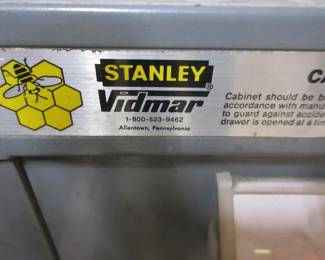 STANLEY®
Vidmar
1-800-523-9462
Allentown, Pennsylvania
CA
Cabinet should be b
accordance with manu
to guard against accide
drawer is opened at a tim